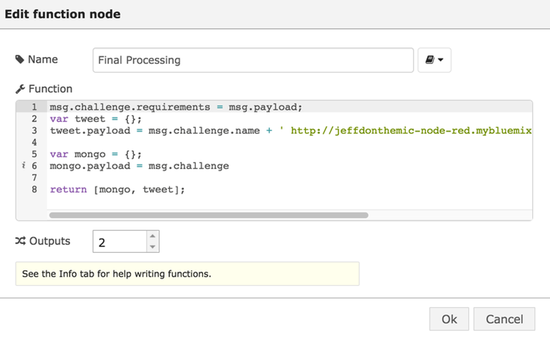 Edit function node
Name
Final Processing
Function
1 msg.challenge.requirements = msg.payload;
2 var tweet = {};
3 tweet.payload = msg.challenge.name + ' http://jeffdonthemic-node-red.mybluemix
4
5 var mongo = {};
i 6 mongo.payload = msg.challenge
7
8 return [mongo, tweet];
Outputs
2
See the Info tab for help writing functions.
Ok Cancel